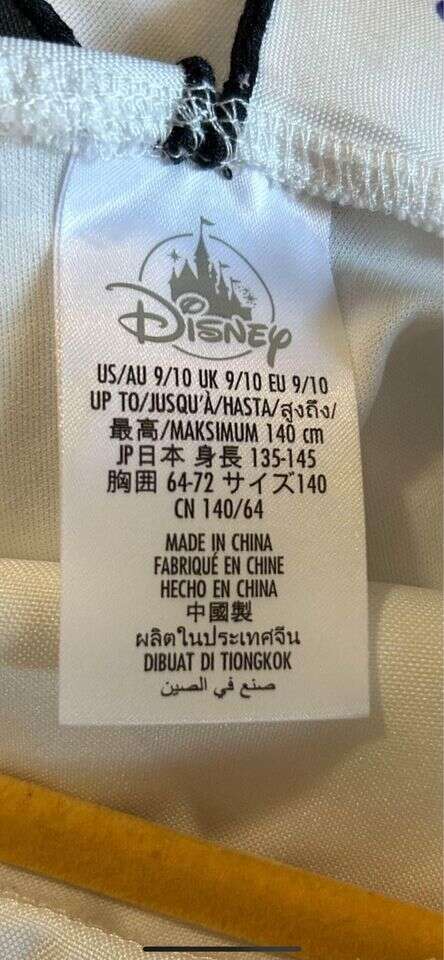 Disney
US/AU 9/10 UK 9/10 EU 9/10
UP TO/JUSQU'À/HASTA/สูงถึง/
最高/MAKSIMUM 140 cm
JP日本 身長 135-145
胸囲 64-72 サイズ140
CN 140/64
MADE IN CHINA
FABRIQUÉ EN CHINE
HECHO EN CHINA
中國製
ผลิตในประเทศจีน
DIBUAT DI TIONGKOK
صنع في الصين